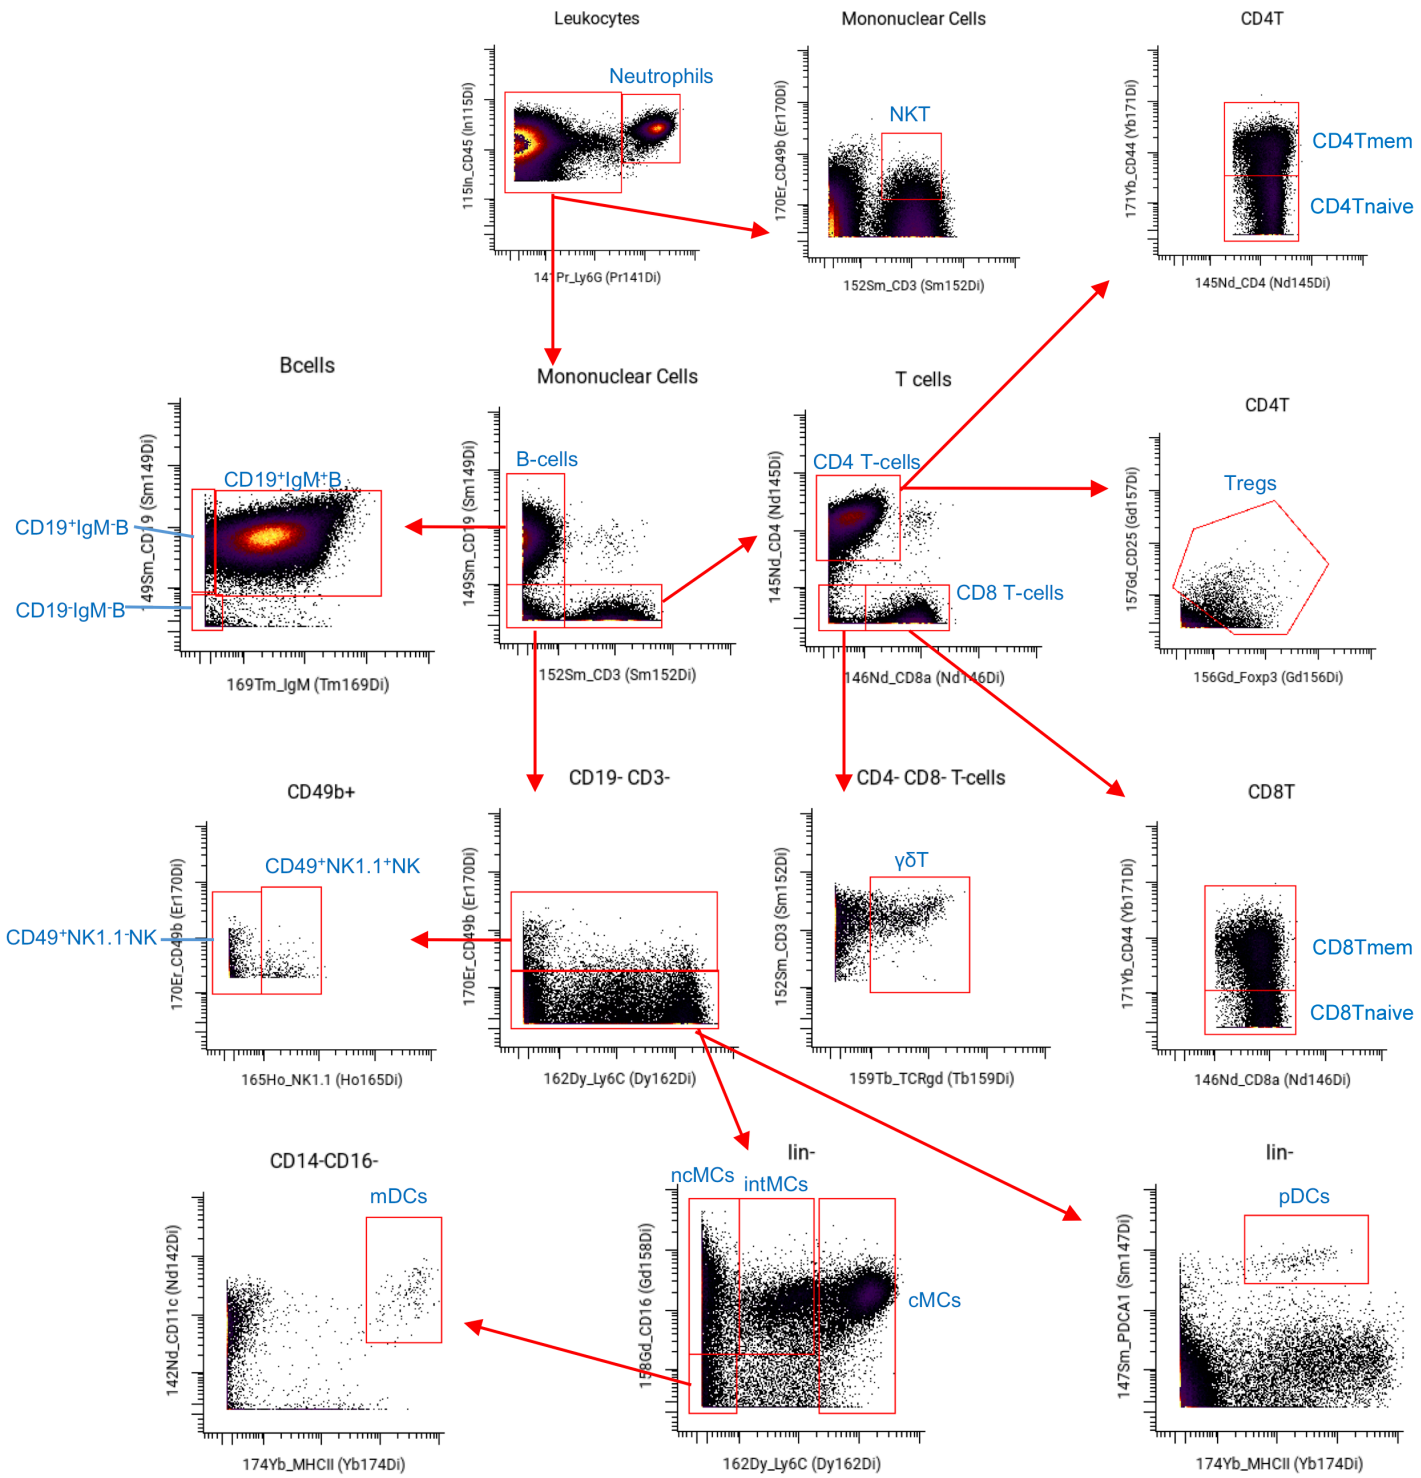 Leukocytes
Mononuclear Cells
CD4T
115In_CD45 (In115Di)
Neutrophils
141Pr_Ly6G (Pr141Di)
170Er_CD49b (Er170Di)
NKT
152Sm_CD3 (Sm152Di)
171Yb_CD44 (Yb171Di)
CD4Tmem
CD4Tnaive
145Nd_CD4 (Nd145Di)
Bcells
Mononuclear Cells
T cells
CD4T
149Sm_CD19 (Sm149Di)
CD19+IgM+B
CD19+IgM-B
CD19-IgM-B
169Tm_IgM (Tm169Di)
149Sm_CD19 (Sm149Di)
B-cells
152Sm_CD3 (Sm152Di)
145Nd_CD4 (Nd145Di)
CD4 T-cells
CD8 T-cells
146Nd_CD8a (Nd146Di)
157Gd_CD25 (Gd157Di)
Tregs
156Gd_Foxp3 (Gd156Di)
CD49b+
CD19- CD3-
CD4- CD8- T-cells
CD8T
170Er_CD49b (Er170Di)
CD49+NK1.1+NK
CD49+NK1.1-NK
165Ho_NK1.1 (Ho165Di)
170Er_CD49b (Er170Di)
162Dy_Ly6C (Dy162Di)
152Sm_CD3 (Sm152Di)
γδT
159Tb_TCRgd (Tb159Di)
171Yb_CD44 (Yb171Di)
CD8Tmem
CD8Tnaive
146Nd_CD8a (Nd146Di)
CD14-CD16-
lin-
lin-
142Nd_CD11c (Nd142Di)
mDCs
174Yb_MHCII (Yb174Di)
158Gd_CD16 (Gd158Di)
ncMCs
intMCs
cMCs
162Dy_Ly6C (Dy162Di)
147Sm_PDCA1 (Sm147Di)
pDCs
174Yb_MHCII (Yb174Di)